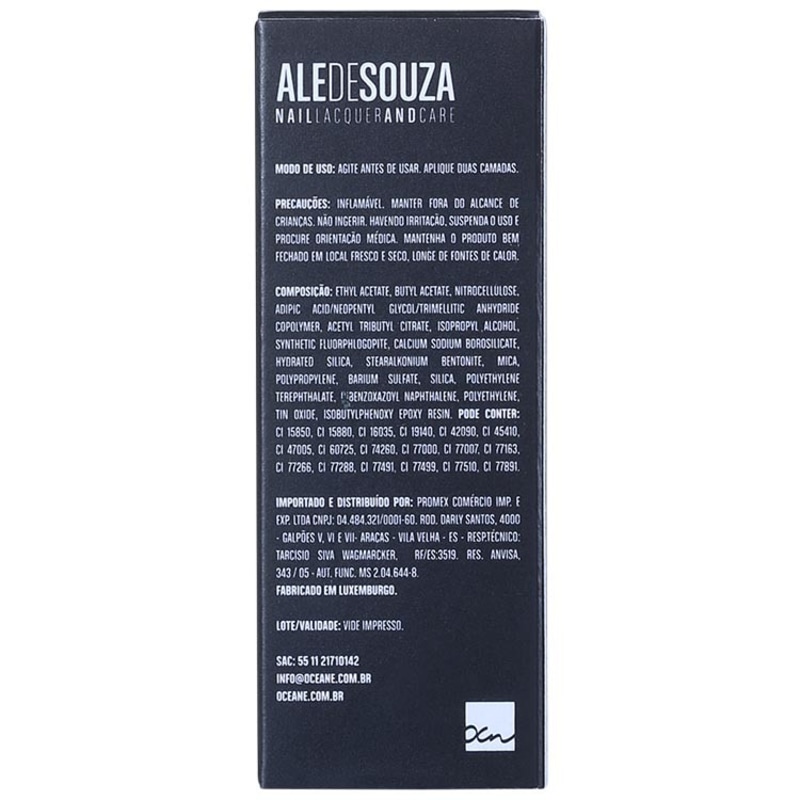 ALEDESOUZA
NAILLACQUERANDCARE
MODO DE USO: AGITE ANTES DE USAR. APLIQUE DUAS CAMADAS.
PRECAUÇÕES: INFLAMÁVEL. MANTER FORA DO ALCANCE DE
CRIANÇAS. NÃO INGERIR. HAVENDO IRRITAÇÃO, SUSPENDA O USO E
PROCURE ORIENTAÇÃO MÉDICA. MANTENHA O PRODUTO BEM
FECHADO EM LOCAL FRESCO E SECO, LONGE DE FONTES DE CALOR.
COMPOSIÇÃO: ETHYL ACETATE, BUTYL ACETATE, NITROCELLULOSE,
ADIPIC ACID/NEOPENTYL GLYCOL/TRIMELLITIC ANHYDRIDE
COPOLYMER, ACETYL TRIBUTYL CITRATE, ISOPROPYL ALCOHOL,
SYNTHETIC FLUORPHLOGOPITE, CALCIUM SODIUM BOROSILICATE,
HYDRATED SILICA, STEARALKONIUM BENTONITE, MICA,
POLYPROPYLENE, BARIUM SULFATE, SILICA, POLYETHYLENE
TEREPHTHALATE, NAPHTHALENE, POLYETHYLENE,
TIN OXIDE, ISOBUTYLPHENOXY EPOXY RESIN. PODE CONTER:
CI 15850, CI 15880, CI 16035, CI 19140, CI 42090, CI 45410,
CI 47005, CI 60725, CI 74260, CI 77000, CI 77007, CI 77163,
CI 77266, CI 77288, CI 77491, CI 77499, CI 77510, CI 77891.
IMPORTADO E DISTRIBUÍDO POR: PROMEX COMÉRCIO IMP. E
EXP. LTDA CNPJ: 04.484.321/0001-60. ROD. DARLY SANTOS, 4000
- GALPÕES V, VI E VII- ARAÇAS - VILA VELHA - ES - RESP.TÉCNICO:
TARCISIO SIVA WAGMARCKER, RF/ES:3519. RES. ANVISA,
343 / 05 - AUT. FUNC. MS 2.04.644-8.
FABRICADO EM LUXEMBURGO.
LOTE/VALIDADE: VIDE IMPRESSO.
SAC: 55 11 21710142
INFO@OCEANE.COM.BR
OCEANE.COM.BR
OCN